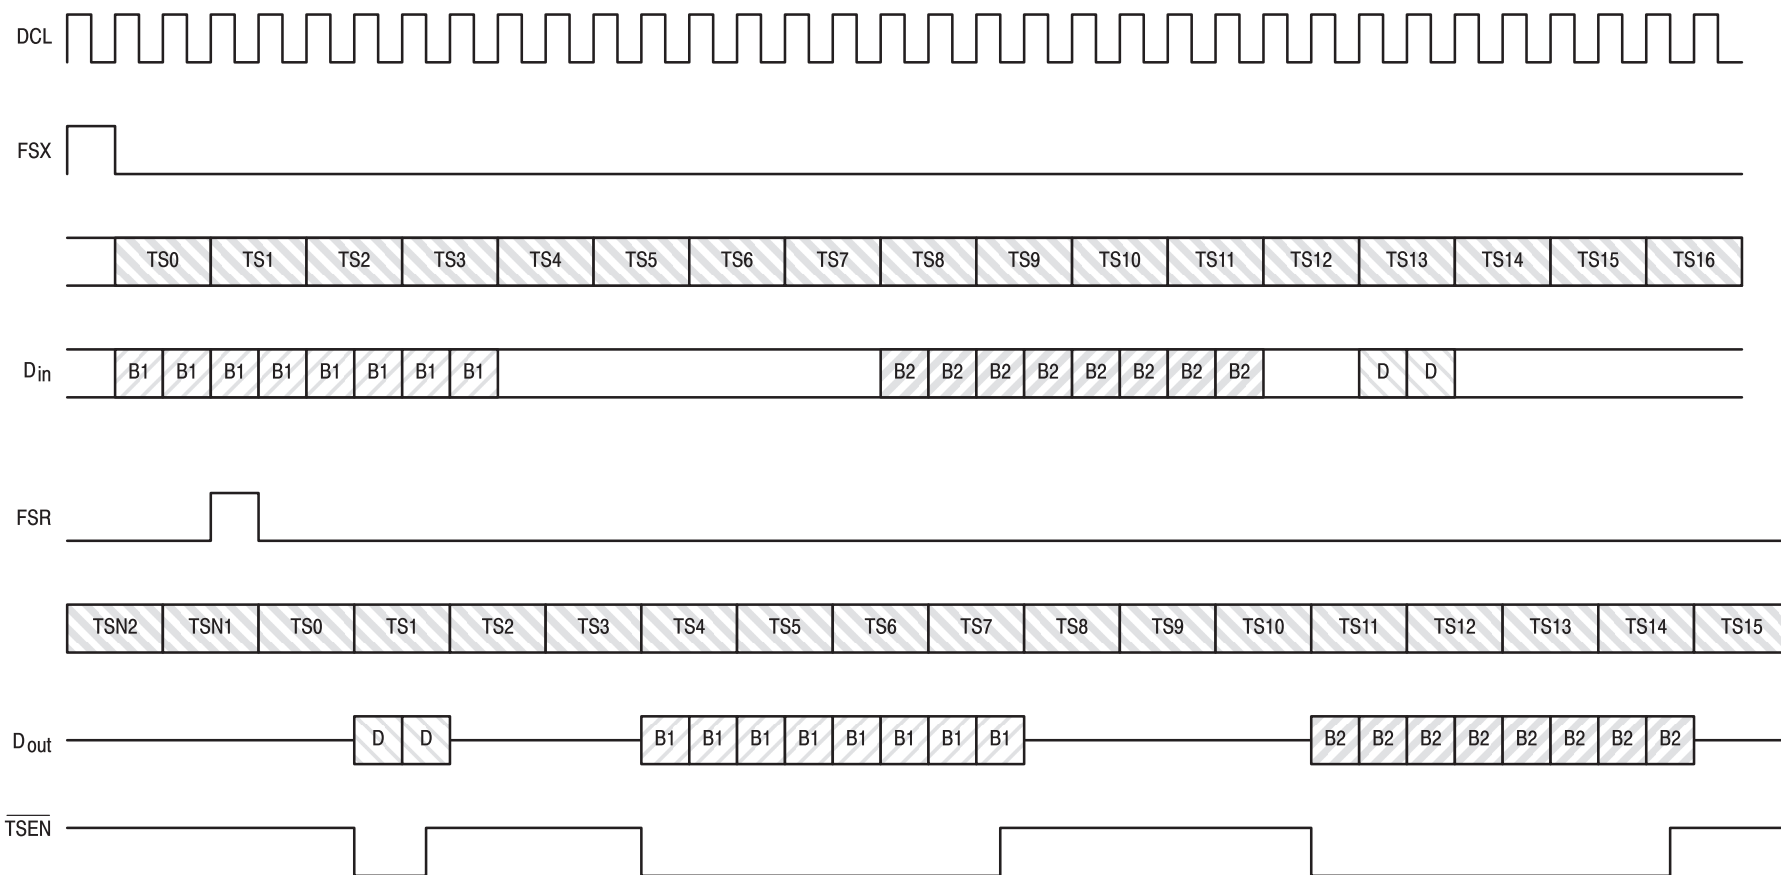 DCL
FSX
TS0 TS1 TS2 TS3 TS4 TS5 TS6 TS7 TS8 TS9 TS10 TS11 TS12 TS13 TS14 TS15 TS16
Din B1 B1 B1 B1 B1 B1 B1 B1 B2 B2 B2 B2 B2 B2 B2 B2 D D
FSR
TSN2 TSN1 TS0 TS1 TS2 TS3 TS4 TS5 TS6 TS7 TS8 TS9 TS10 TS11 TS12 TS13 TS14 TS15
Dout D D B1 B1 B1 B1 B1 B1 B1 B1 B2 B2 B2 B2 B2 B2 B2 B2
TSEN